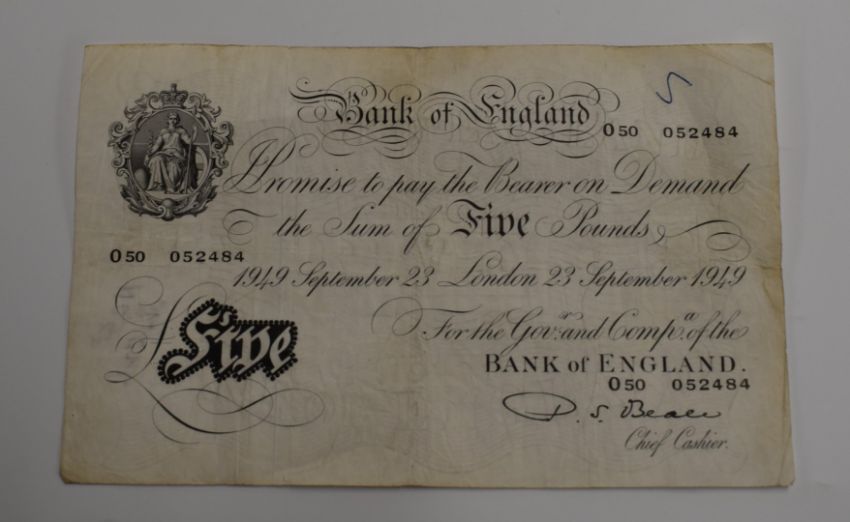 Bank of England
O50 052484
Promise to pay the Bearer on Demand
the Sum of Five Pounds
O50 052484
1949 September 23 London 23 September 1949
For the Govr. and Compa. of the
BANK of ENGLAND.
£Five
O50 052484
P. S. Beale
Chief Cashier.